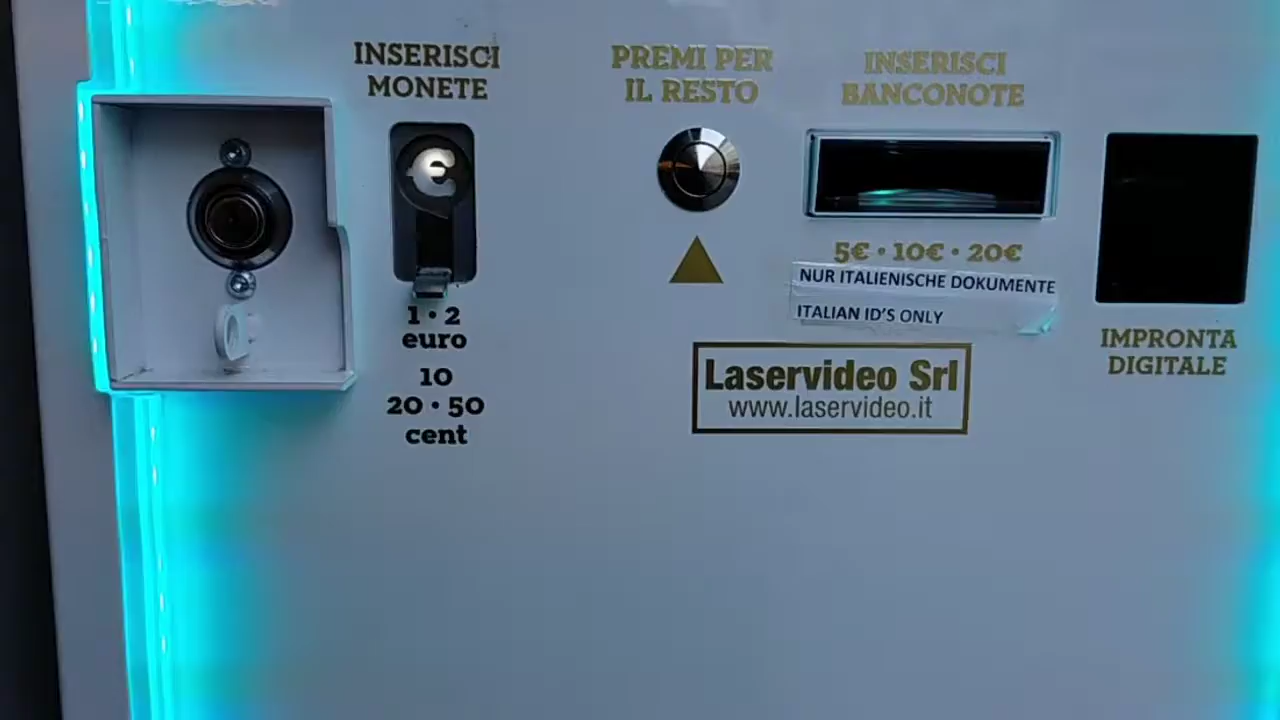 INSERISCI
MONETE
€
1 • 2
euro
10
20 • 50
cent
PREMI PER
IL RESTO
INSERISCI
BANCONOTE
5€ • 10€ • 20€
NUR ITALIENISCHE DOKUMENTE
ITALIAN ID'S ONLY
Laservideo Srl
www.laservideo.it
IMPRONTA
DIGITALE